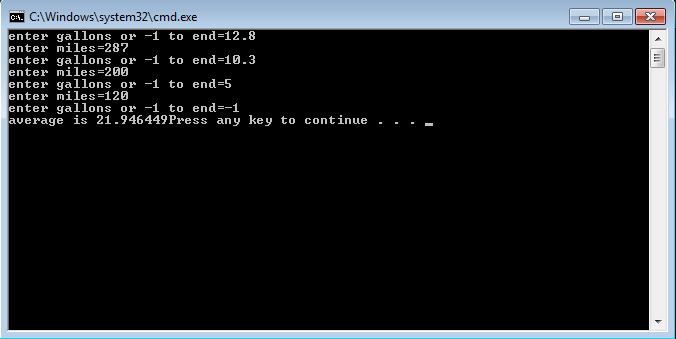 C:\Windows\system32\cmd.exe
enter gallons or -1 to end=12.8
enter miles=287
enter gallons or -1 to end=10.3
enter miles=200
enter gallons or -1 to end=5
enter miles=120
enter gallons or -1 to end=-1
average is 21.946449Press any key to continue . . . _